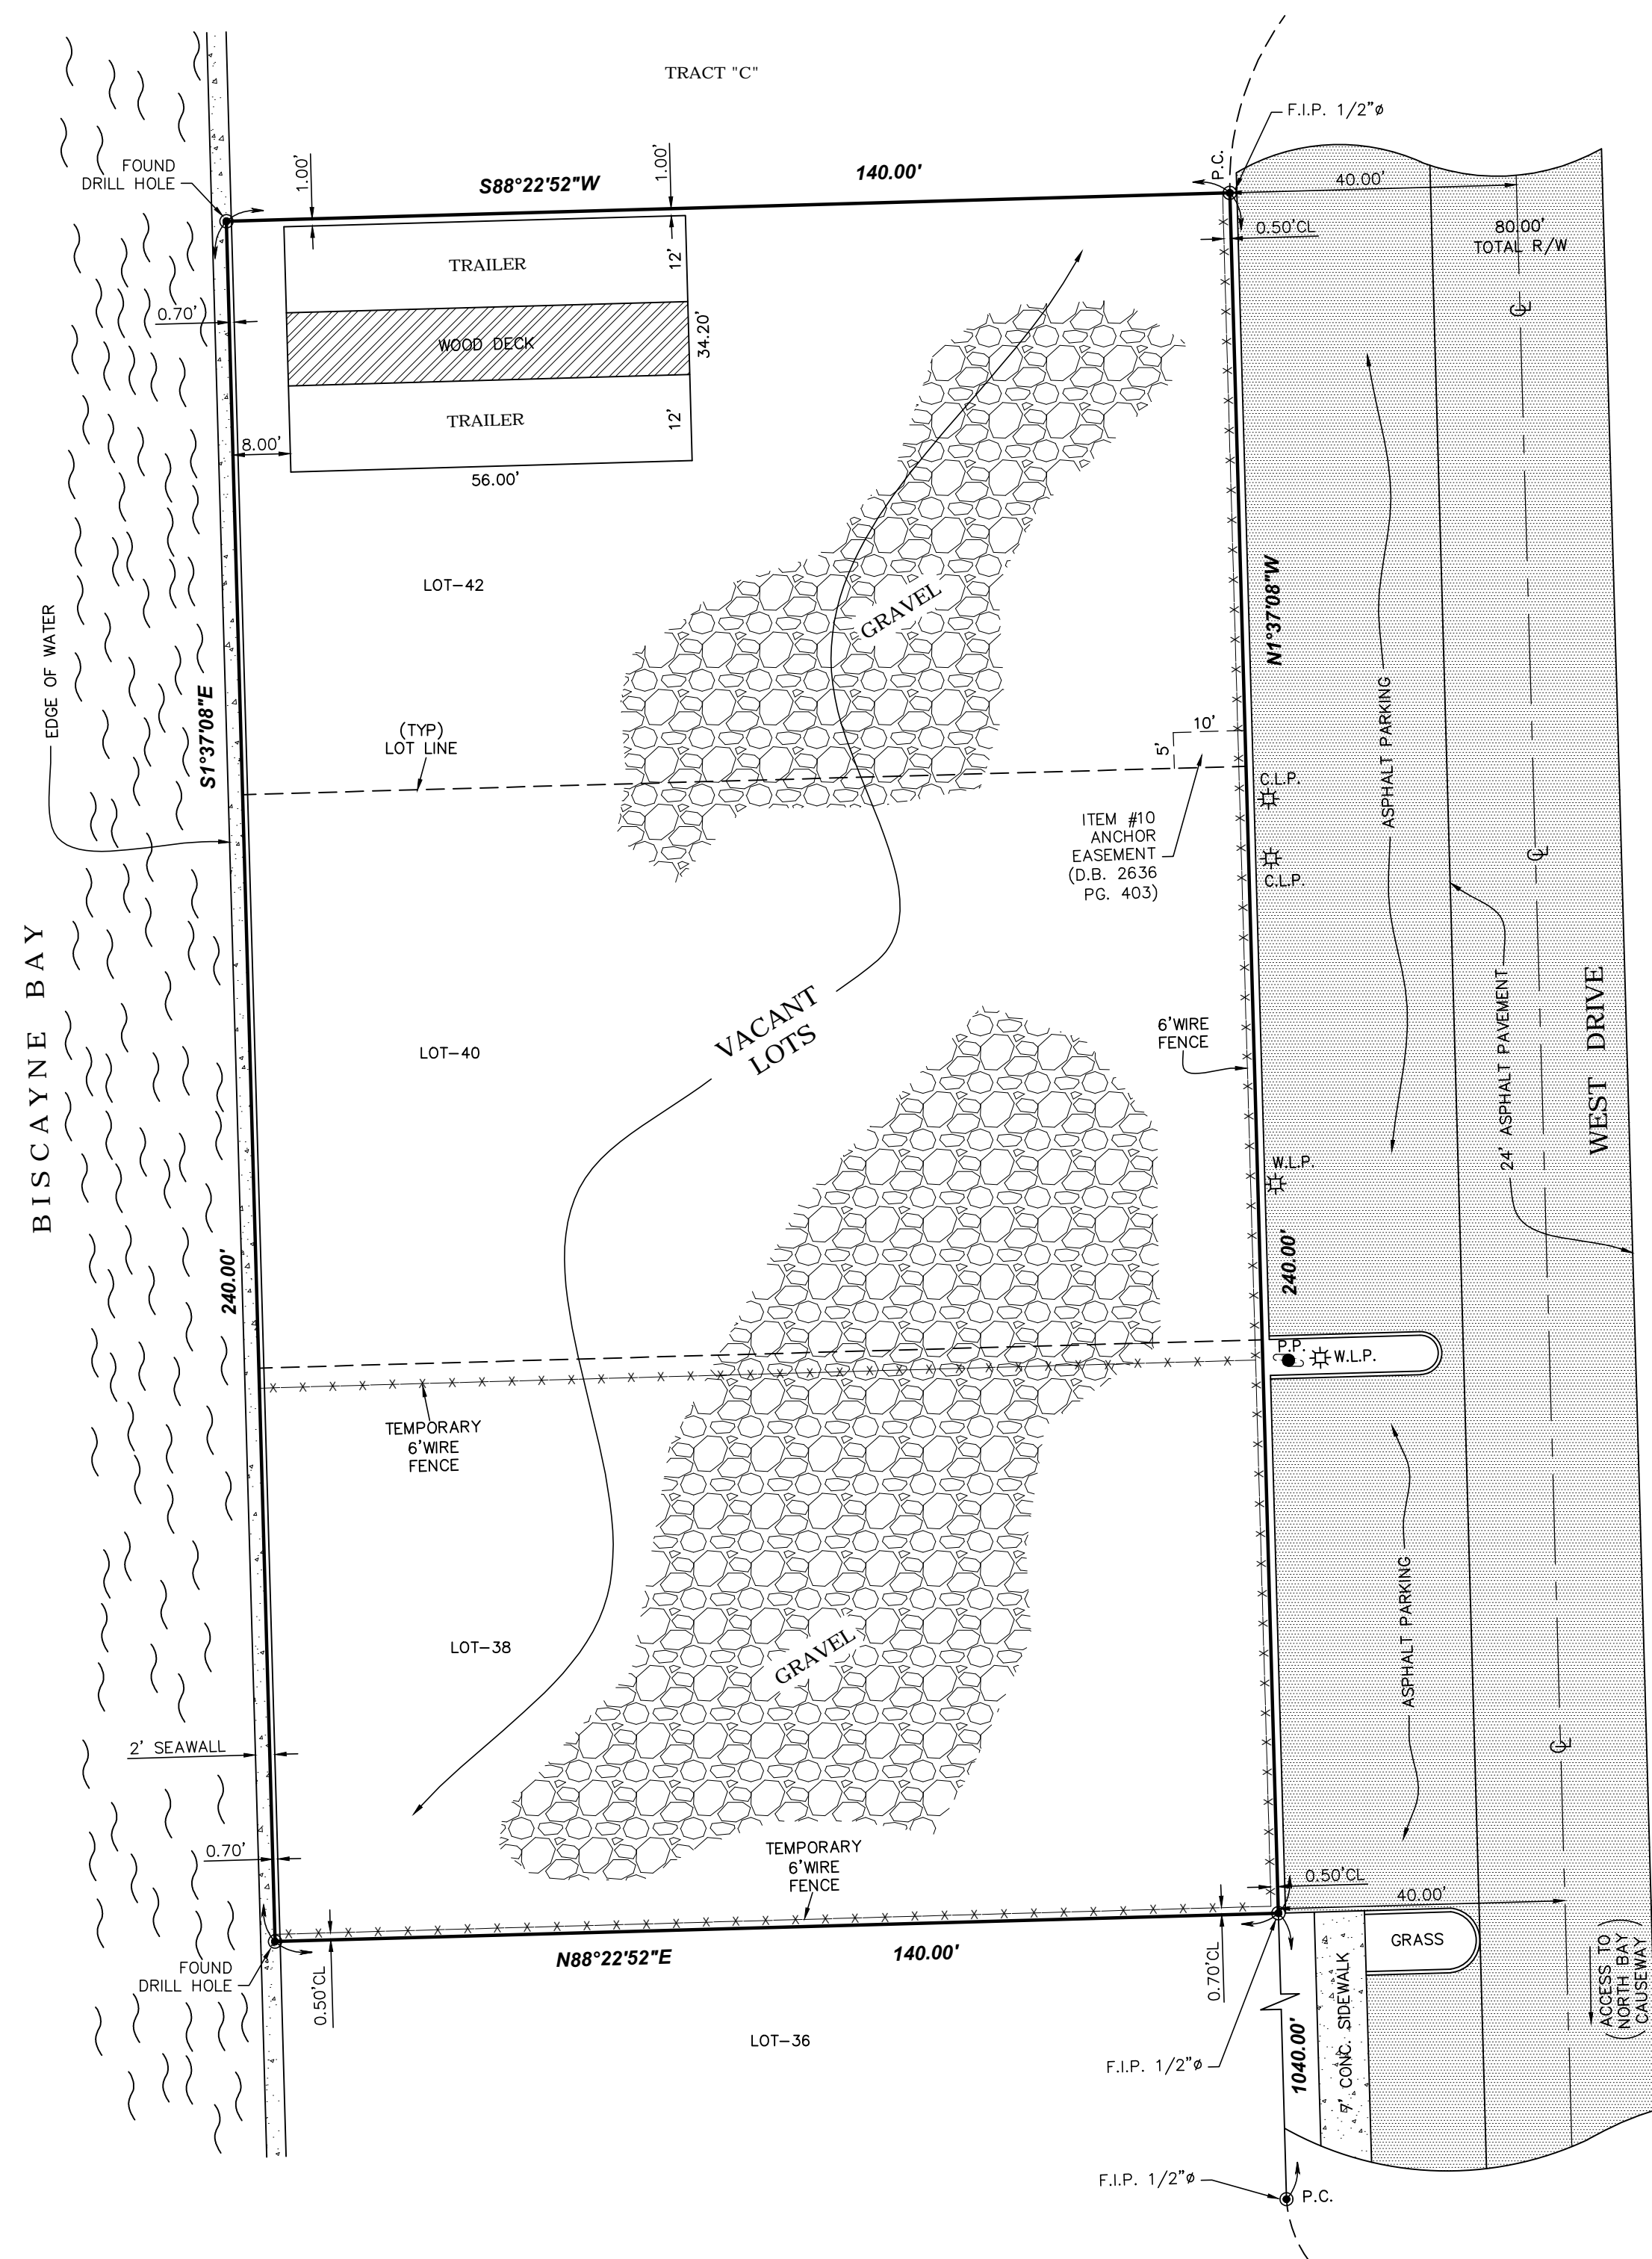 TRACT "C"
F.I.P. 1/2"ø
P.C.
FOUND
DRILL HOLE
1.00'
S88°22'52"W
1.00'
140.00'
40.00'
0.50'CL
80.00'
TOTAL R/W
TRAILER
12'
0.70'
WOOD DECK
34.20'
TRAILER
12'
8.00'
56.00'
CL
LOT-42
GRAVEL
N1°37'08"W
EDGE OF WATER
S1°37'08"E
(TYP)
LOT LINE
10'
5'
ASPHALT PARKING
C.L.P.
ITEM #10
ANCHOR
EASEMENT
(D.B. 2636
PG. 403)
C.L.P.
CL
BISCAYNE BAY
VACANT
LOTS
LOT-40
6'WIRE
FENCE
24' ASPHALT PAVEMENT
WEST DRIVE
W.L.P.
240.00'
240.00'
P.P.
W.L.P.
TEMPORARY
6'WIRE
FENCE
ASPHALT PARKING
LOT-38
GRAVEL
2' SEAWALL
CL
0.70'
TEMPORARY
6'WIRE
FENCE
0.50'CL
40.00'
N88°22'52"E
140.00'
FOUND
DRILL HOLE
0.50'CL
0.70'CL
GRASS
7' CONC. SIDEWALK
ACCESS TO
NORTH BAY
CAUSEWAY
LOT-36
F.I.P. 1/2"ø
1040.00'
F.I.P. 1/2"ø
P.C.